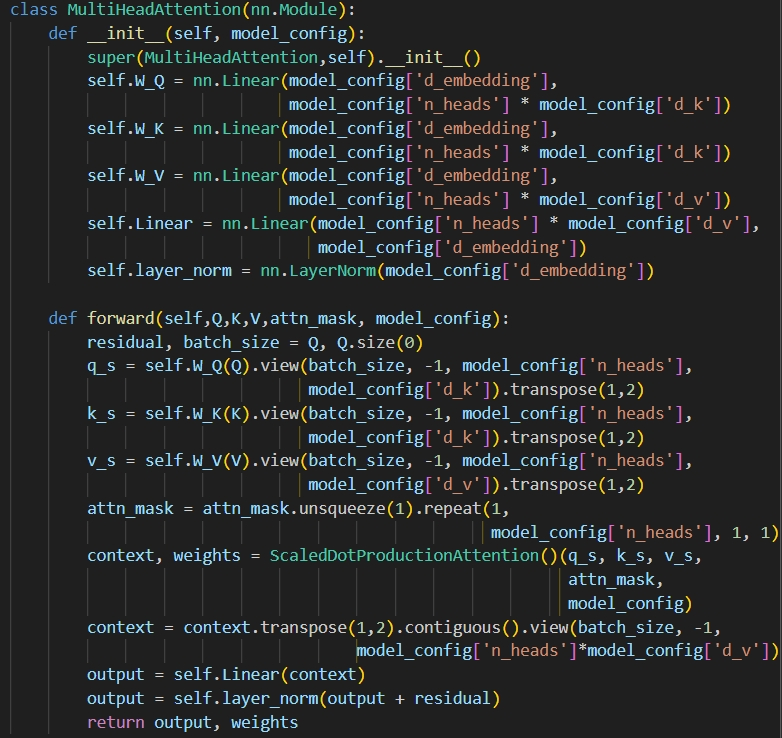 class MultiHeadAttention(nn.Module):
    def __init__(self, model_config):
        super(MultiHeadAttention,self).__init__()
        self.W_Q = nn.Linear(model_config['d_embedding'],
                             model_config['n_heads'] * model_config['d_k'])
        self.W_K = nn.Linear(model_config['d_embedding'],
                             model_config['n_heads'] * model_config['d_k'])
        self.W_V = nn.Linear(model_config['d_embedding'],
                             model_config['n_heads'] * model_config['d_v'])
        self.Linear = nn.Linear(model_config['n_heads'] * model_config['d_v'],
                                model_config['d_embedding'])
        self.layer_norm = nn.LayerNorm(model_config['d_embedding'])

    def forward(self,Q,K,V,attn_mask, model_config):
        residual, batch_size = Q, Q.size(0)
        q_s = self.W_Q(Q).view(batch_size, -1, model_config['n_heads'],
                               model_config['d_k']).transpose(1,2)
        k_s = self.W_K(K).view(batch_size, -1, model_config['n_heads'],
                               model_config['d_k']).transpose(1,2)
        v_s = self.W_V(V).view(batch_size, -1, model_config['n_heads'],
                               model_config['d_v']).transpose(1,2)
        attn_mask = attn_mask.unsqueeze(1).repeat(1,
                                                  model_config['n_heads'], 1, 1)
        context, weights = ScaledDotProductionAttention()(q_s, k_s, v_s,
                                                          attn_mask,
                                                          model_config)
        context = context.transpose(1,2).contiguous().view(batch_size, -1,
                                    model_config['n_heads']*model_config['d_v'])
        output = self.Linear(context)
        output = self.layer_norm(output + residual)
        return output, weights